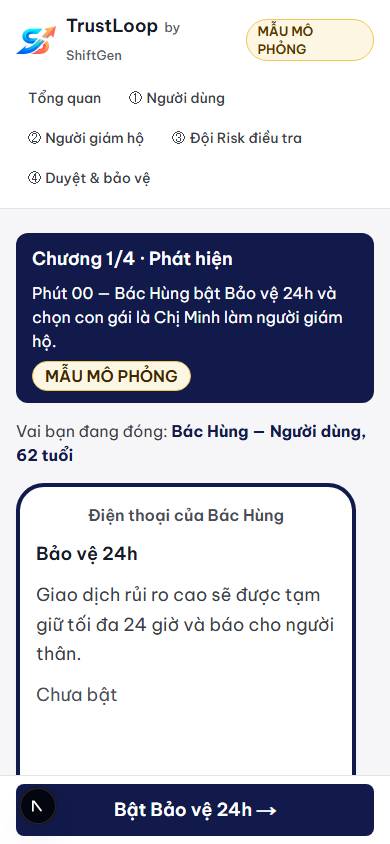 TrustLoop by
ShiftGen
MẪU MÔ
PHỎNG
Tổng quan ① Người dùng
② Người giám hộ ③ Đội Risk điều tra
④ Duyệt & bảo vệ
Chương 1/4 · Phát hiện
Phút 00 — Bác Hùng bật Bảo vệ 24h và
chọn con gái là Chị Minh làm người giám
hộ.
MẪU MÔ PHỎNG
Vai bạn đang đóng: Bác Hùng — Người dùng,
62 tuổi
Điện thoại của Bác Hùng
Bảo vệ 24h
Giao dịch rủi ro cao sẽ được tạm
giữ tối đa 24 giờ và báo cho người
thân.
Chưa bật
Bật Bảo vệ 24h →